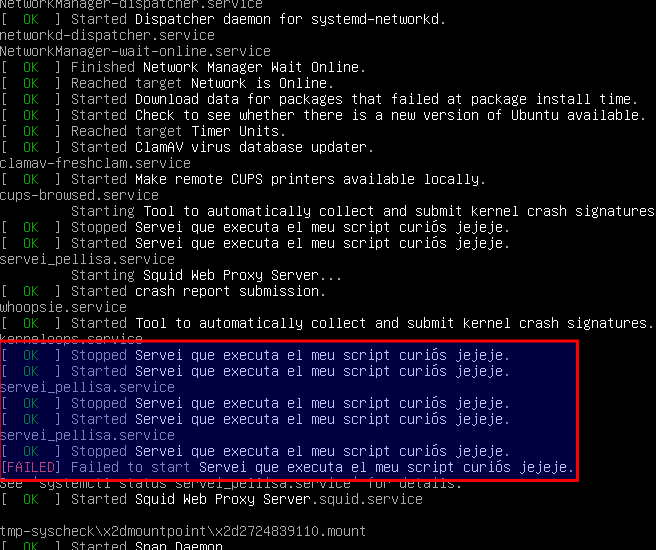 NetworkManager-dispatcher.service
[ OK ] Started Dispatcher daemon for systemd-networkd.
networkd-dispatcher.service
NetworkManager-wait-online.service
[ OK ] Finished Network Manager Wait Online.
[ OK ] Reached target Network is Online.
[ OK ] Started Download data for packages that failed at package install time.
[ OK ] Started Check to see whether there is a new version of Ubuntu available.
[ OK ] Reached target Timer Units.
[ OK ] Started ClamAV virus database updater.
clamav-freshclam.service
[ OK ] Started Make remote CUPS printers available locally.
cups-browsed.service
Starting Tool to automatically collect and submit kernel crash signatures
[ OK ] Stopped Servei que executa el meu script curiós jejeje.
[ OK ] Started Servei que executa el meu script curiós jejeje.
servei_pellisa.service
Starting Squid Web Proxy Server...
[ OK ] Started crash report submission.
whoopsie.service
[ OK ] Started Tool to automatically collect and submit kernel crash signatures.
kerneloops.service
[ OK ] Stopped Servei que executa el meu script curiós jejeje.
[ OK ] Started Servei que executa el meu script curiós jejeje.
servei_pellisa.service
[ OK ] Stopped Servei que executa el meu script curiós jejeje.
[ OK ] Started Servei que executa el meu script curiós jejeje.
servei_pellisa.service
[ OK ] Stopped Servei que executa el meu script curiós jejeje.
[FAILED] Failed to start Servei que executa el meu script curiós jejeje.
See 'systemctl status servei_pellisa.service' for details.
[ OK ] Started Squid Web Proxy Server.squid.service
tmp-syscheck\x2dmountpoint\x2d2724839110.mount
[ OK ] Started Snap Daemon